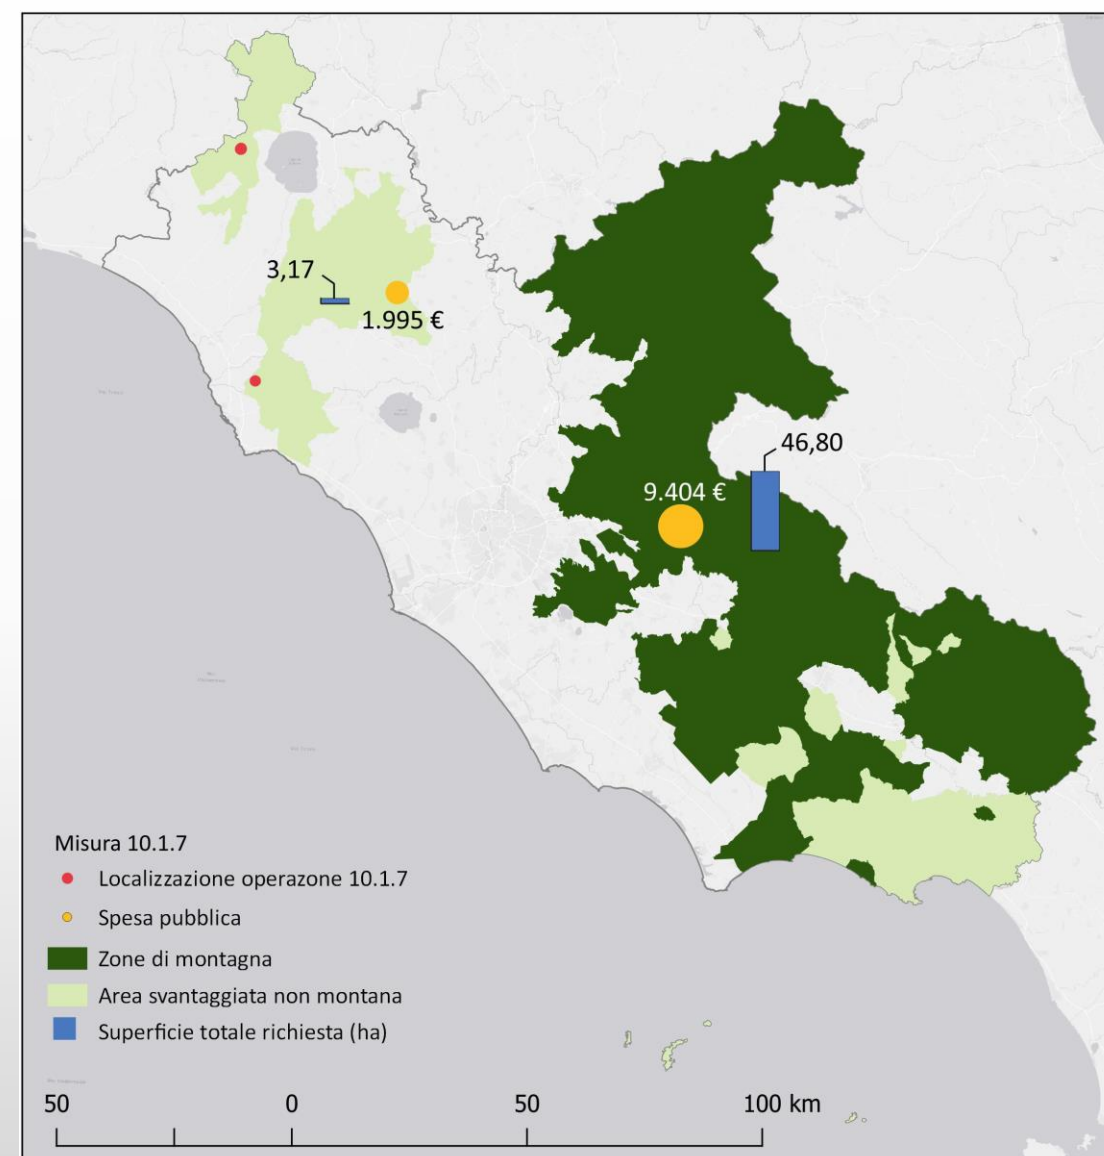 3,17
1.995 €
46,80
9.404 €
Misura 10.1.7
Localizzazione operazone 10.1.7
Spesa pubblica
Zone di montagna
Area svantaggiata non montana
Superficie totale richiesta (ha)
50 0 50 100 km